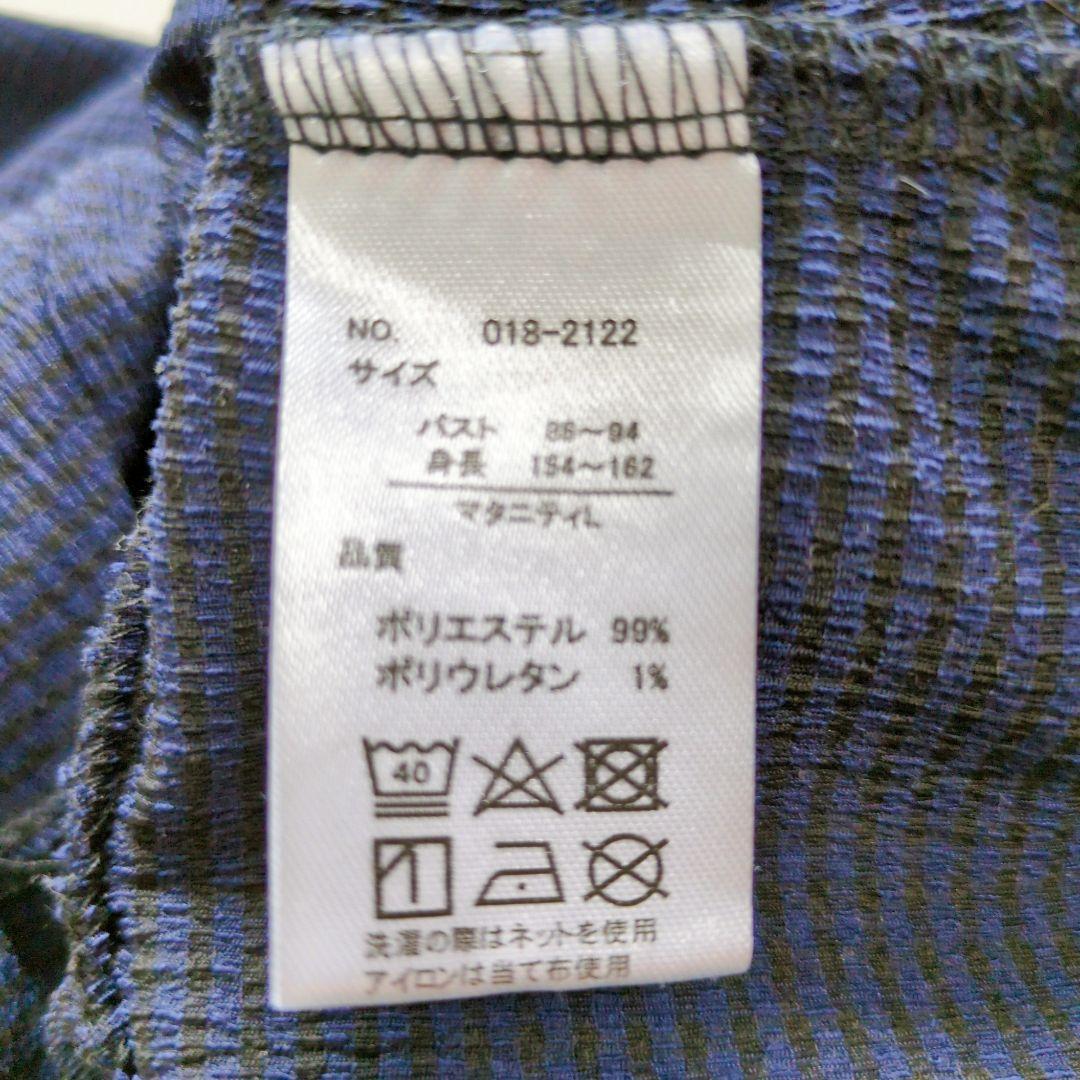 NO. 018-2122
サイズ
バスト 86～94
身長 154～162
マタニティL
品質
ポリエステル 99%
ポリウレタン 1%
40
洗濯の際はネットを使用
アイロンは当て布使用